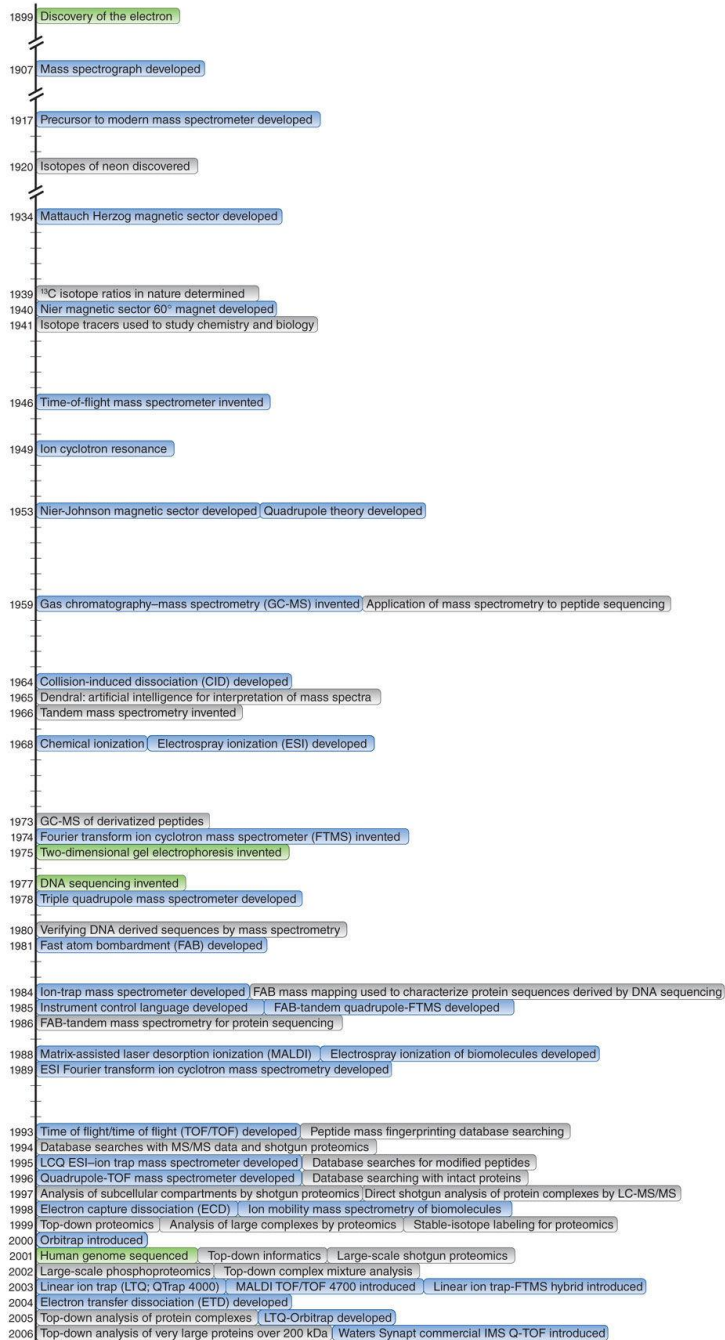 1899 Discovery of the electron
1907 Mass spectrograph developed
1917 Precursor to modern mass spectrometer developed
1920 Isotopes of neon discovered
1934 Mattauch Herzog magnetic sector developed
1939 ¹³C isotope ratios in nature determined
1940 Nier magnetic sector 60° magnet developed
1941 Isotope tracers used to study chemistry and biology
1946 Time-of-flight mass spectrometer invented
1949 Ion cyclotron resonance
1953 Nier-Johnson magnetic sector developed Quadrupole theory developed
1959 Gas chromatography–mass spectrometry (GC-MS) invented Application of mass spectrometry to peptide sequencing
1964 Collision-induced dissociation (CID) developed
1965 Dendral: artificial intelligence for interpretation of mass spectra
1966 Tandem mass spectrometry invented
1968 Chemical ionization Electrospray ionization (ESI) developed
1973 GC-MS of derivatized peptides
1974 Fourier transform ion cyclotron mass spectrometer (FTMS) invented
1975 Two-dimensional gel electrophoresis invented
1977 DNA sequencing invented
1978 Triple quadrupole mass spectrometer developed
1980 Verifying DNA derived sequences by mass spectrometry
1981 Fast atom bombardment (FAB) developed
1984 Ion-trap mass spectrometer developed FAB mass mapping used to characterize protein sequences derived by DNA sequencing
1985 Instrument control language developed FAB-tandem quadrupole-FTMS developed
1986 FAB-tandem mass spectrometry for protein sequencing
1988 Matrix-assisted laser desorption ionization (MALDI) Electrospray ionization of biomolecules developed
1989 ESI Fourier transform ion cyclotron mass spectrometry developed
1993 Time of flight/time of flight (TOF/TOF) developed Peptide mass fingerprinting database searching
1994 Database searches with MS/MS data and shotgun proteomics
1995 LCQ ESI–ion trap mass spectrometer developed Database searches for modified peptides
1996 Quadrupole-TOF mass spectrometer developed Database searching with intact proteins
1997 Analysis of subcellular compartments by shotgun proteomics Direct shotgun analysis of protein complexes by LC-MS/MS
1998 Electron capture dissociation (ECD) Ion mobility mass spectrometry of biomolecules
1999 Top-down proteomics Analysis of large complexes by proteomics Stable-isotope labeling for proteomics
2000 Orbitrap introduced
2001 Human genome sequenced Top-down informatics Large-scale shotgun proteomics
2002 Large-scale phosphoproteomics Top-down complex mixture analysis
2003 Linear ion trap (LTQ; QTrap 4000) MALDI TOF/TOF 4700 introduced Linear ion trap-FTMS hybrid introduced
2004 Electron transfer dissociation (ETD) developed
2005 Top-down analysis of protein complexes LTQ-Orbitrap developed
2006 Top-down analysis of very large proteins over 200 kDa Waters Synapt commercial IMS Q-TOF introduced